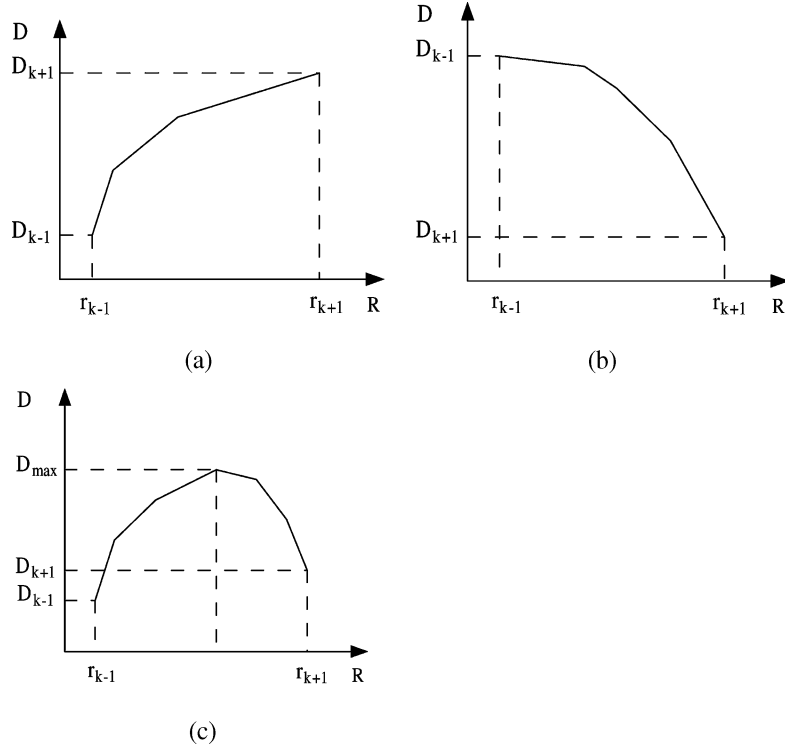 D
D
D_{k+1}
D_{k-1}
D_{k-1}
D_{k+1}
r_{k-1}
r_{k+1}
R
r_{k-1}
r_{k+1}
R
(a)
(b)
D
D_{max}
D_{k+1}
D_{k-1}
r_{k-1}
r_{k+1}
R
(c)